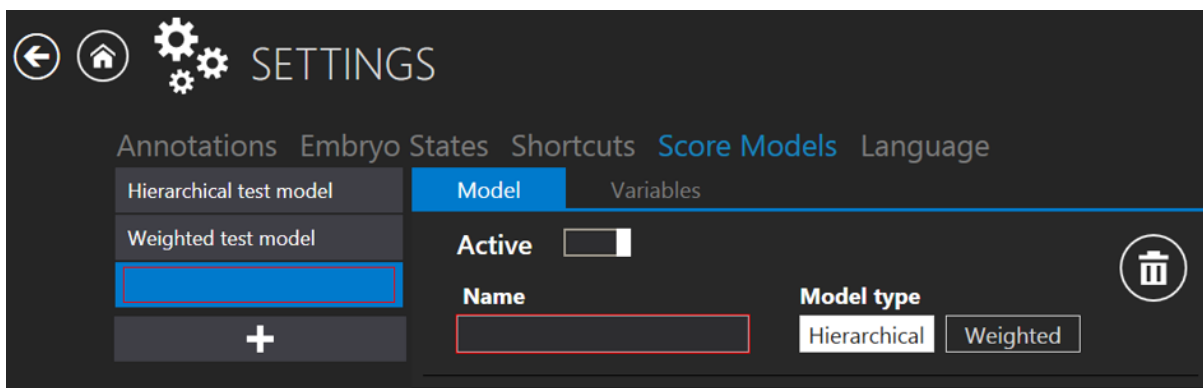 SETTINGS
Annotations Embryo States Shortcuts Score Models Language
Hierarchical test model
Model Variables
Weighted test model
Active
Name Model type
Hierarchical Weighted